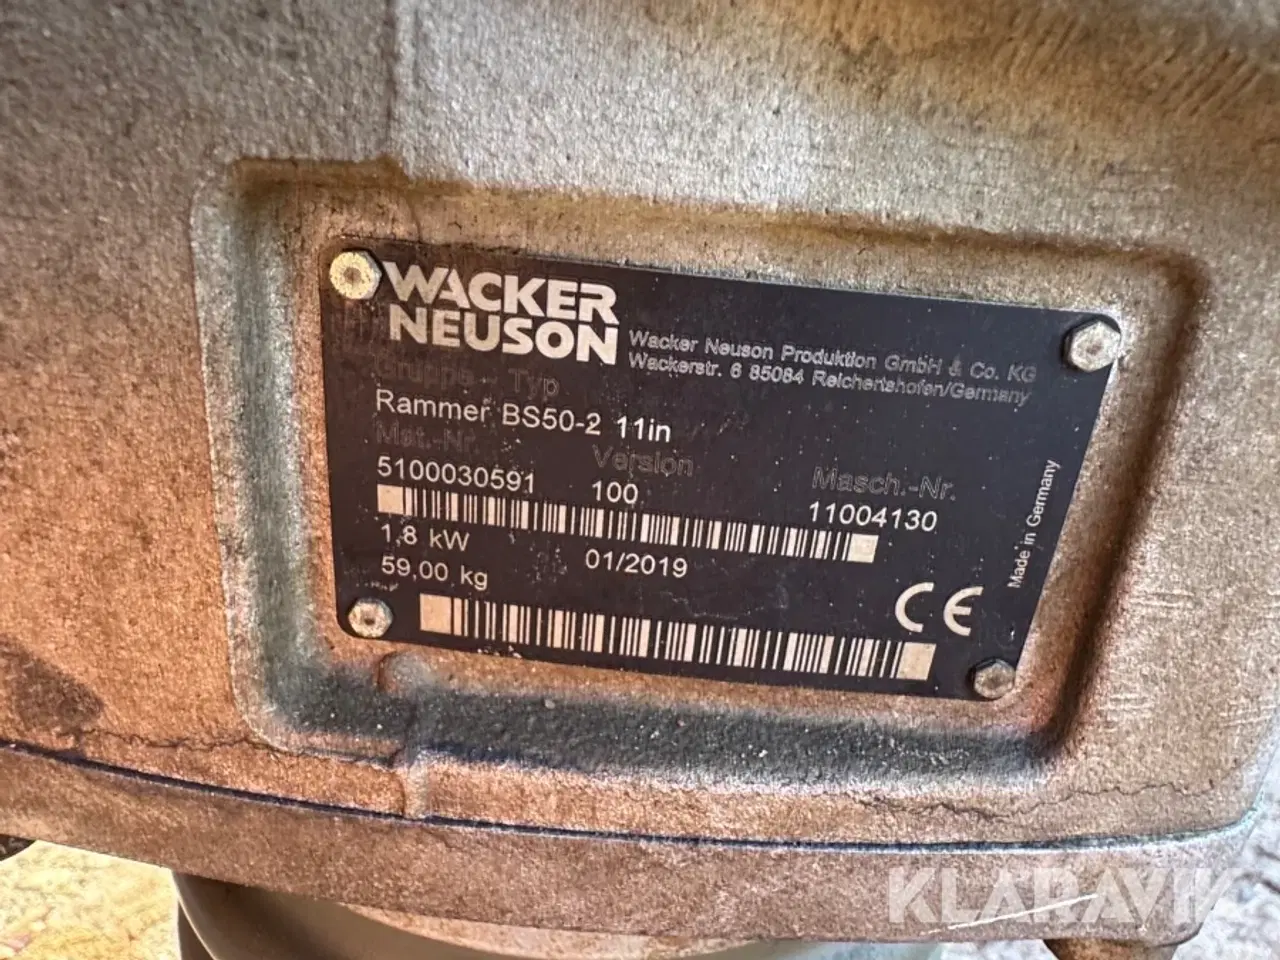 WACKER
NEUSON
Wacker Neuson Produktion GmbH & Co. KG
Wackerstr. 6 85084 Reichertshofen/Germany
Gruppe - Typ
Rammer BS50-2 11in
Mat.-Nr. Version Masch.-Nr.
5100030591 100 11004130
1,8 kW 01/2019
59,00 kg
CE
Made in Germany
KLARAVIK